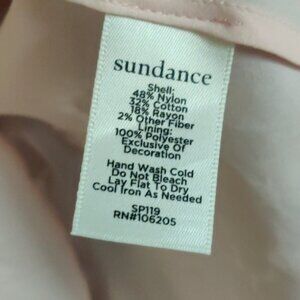 sundance
Shell:
48% Nylon
32% Cotton
18% Rayon
2% Other Fiber
Lining:
100% Polyester
Exclusive Of
Decoration
Hand Wash Cold
Do Not Bleach
Lay Flat To Dry
Cool Iron As Needed
SP119
RN#106205